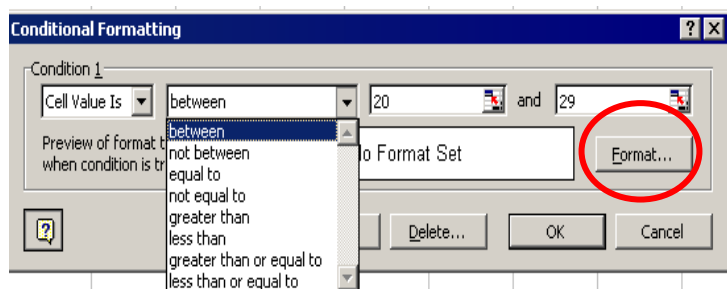 Conditional Formatting ? X
Condition 1
Cell Value Is between 20 and 29
between
not between
equal to
not equal to
greater than
less than
greater than or equal to
less than or equal to
Preview of format t
when condition is tr
o Format Set
Format...
?
Delete...
OK
Cancel